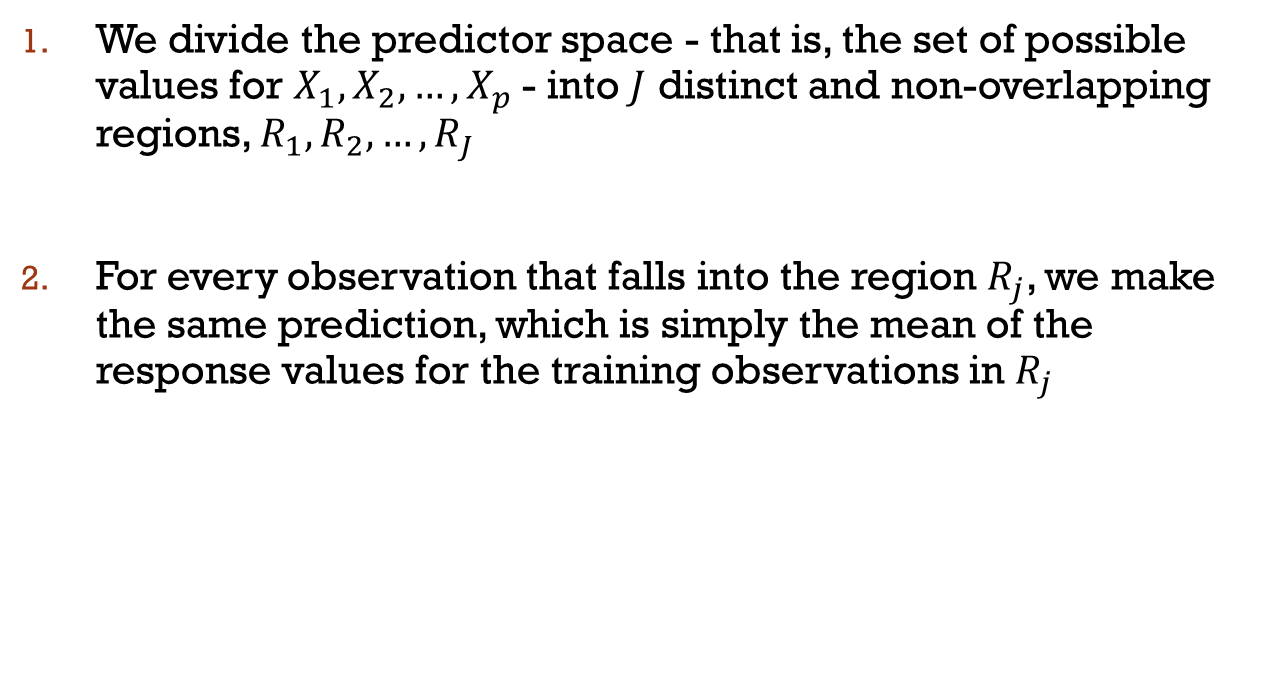 1. We divide the predictor space - that is, the set of possible
values for X₁, X₂, … , Xₚ - into J distinct and non-overlapping
regions, R₁, R₂, … , R_J
2. For every observation that falls into the region Rⱼ, we make
the same prediction, which is simply the mean of the
response values for the training observations in Rⱼ